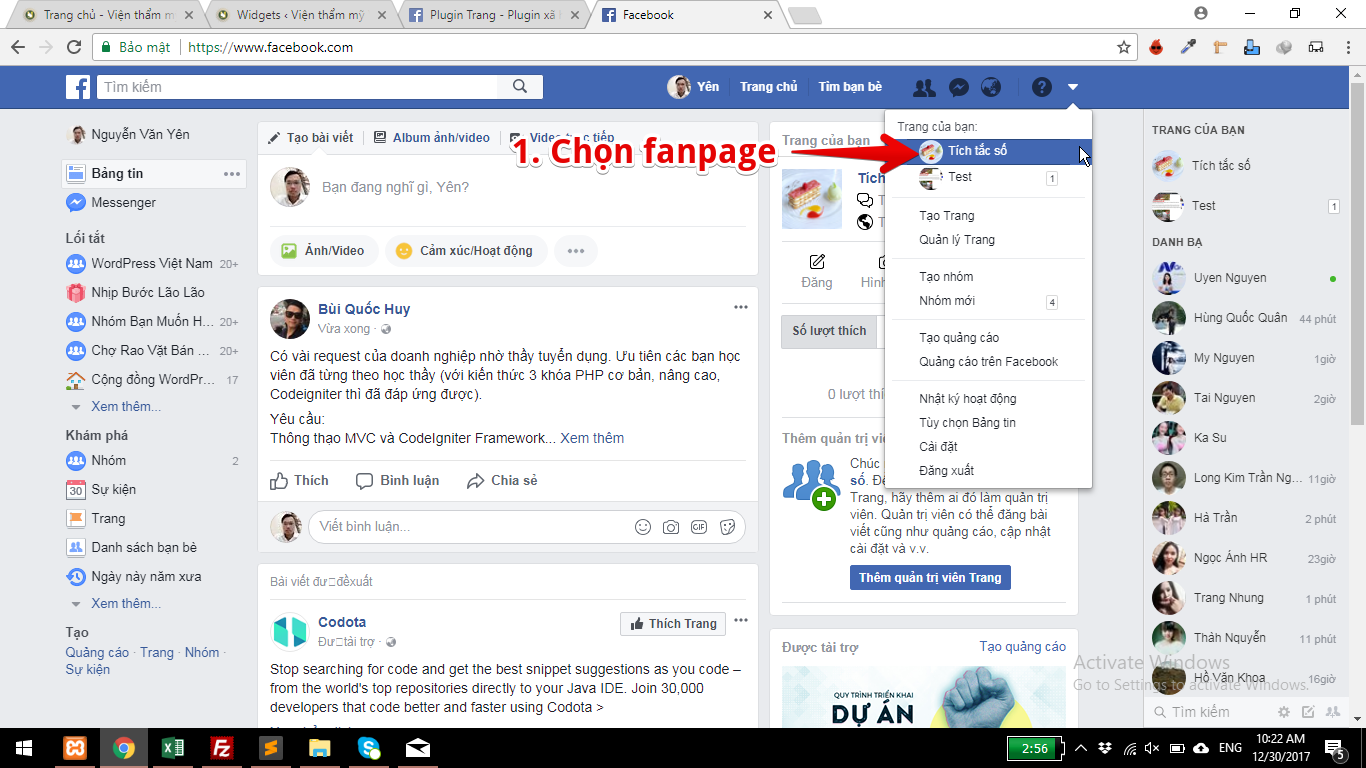 Trang chủ - Viện thẩm m
Widgets ‹ Viện thẩm mỹ
Plugin Trang - Plugin xã
Facebook
Bảo mật
https://www.facebook.com
Tìm kiếm
Yên
Trang chủ
Tìm bạn bè
Nguyễn Văn Yên
Bảng tin
Messenger
Lối tắt
WordPress Việt Nam 20+
Nhịp Bước Lão Lão
Nhóm Bạn Muốn H... 20+
Chợ Rao Vặt Bán ... 20+
Cộng đồng WordPr... 17
Xem thêm...
Khám phá
Nhóm 2
Sự kiện
30
Trang
Danh sách bạn bè
Ngày này năm xưa
Xem thêm...
Tạo
Quảng cáo · Trang · Nhóm ·
Sự kiện
Tạo bài viết
Album ảnh/video
Video trực tiếp
1. Chọn fanpage
Bạn đang nghĩ gì, Yên?
Ảnh/Video
Cảm xúc/Hoạt động
Bùi Quốc Huy
Vừa xong ·
Có vài request của doanh nghiệp nhờ thầy tuyển dụng. Ưu tiên các bạn học
viên đã từng theo học thầy (với kiến thức 3 khóa PHP cơ bản, nâng cao,
Codeigniter thì đã đáp ứng được).
Yêu cầu:
Thông thạo MVC và CodeIgniter Framework... Xem thêm
Thích
Bình luận
Chia sẻ
Viết bình luận...
GIF
Bài viết đư□đềxuất
Codota
Đư□tài trợ ·
Thích Trang
Stop searching for code and get the best snippet suggestions as you code –
from the world's top repositories directly to your Java IDE. Join 30,000
developers that code better and faster using Codota >
Trang của bạn
Tích
Đăng
Hình
Số lượt thích
0 lượt thí
Thêm quản trị viê
Chúc
số. Đê
Trang, hãy thêm ai đó làm quản trị
viên. Quản trị viên có thể đăng bài
viết cũng như quảng cáo, cập nhật
cài đặt và v.v.
Thêm quản trị viên Trang
Được tài trợ
Tạo quảng cáo
QUY TRÌNH TRIỂN KHAI
DỰ ÁN
Trang của bạn:
Tích tắc số
Test 1
Tạo Trang
Quản lý Trang
Tạo nhóm
Nhóm mới 4
Tạo quảng cáo
Quảng cáo trên Facebook
Nhật ký hoạt động
Tùy chọn Bảng tin
Cài đặt
Đăng xuất
TRANG CỦA BẠN
Tích tắc số
Test 1
DANH BẠ
Uyen Nguyen
Hùng Quốc Quân 44 phút
My Nguyen 1giờ
Tai Nguyen 2giờ
Ka Su
Long Kim Trần Ng... 11giờ
Hà Trần 2 phút
Ngọc Ánh HR 23giờ
Trang Nhung 1 phút
Thành Nguyễn 11 phút
Hồ Văn Khoa 16giờ
Activate Windows
Go to Settings to activate Windows.
Tìm kiếm
2:56
ENG
10:22 AM
12/30/2017
5